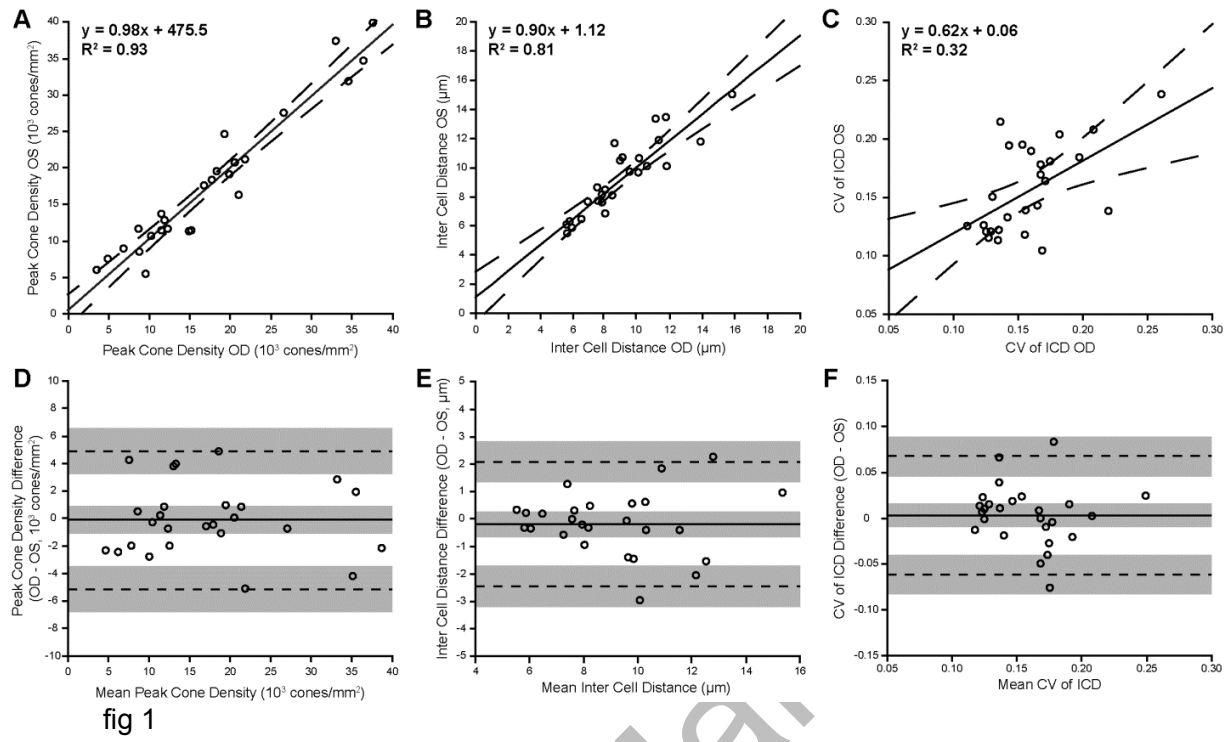 A
y = 0.98x + 475.5
R² = 0.93
Peak Cone Density OS (10³ cones/mm²)
40
35
30
25
20
15
10
5
0
0 5 10 15 20 25 30 35 40
Peak Cone Density OD (10³ cones/mm²)
B
y = 0.90x + 1.12
R² = 0.81
Inter Cell Distance OS (µm)
20
18
16
14
12
10
8
6
4
2
0
0 2 4 6 8 10 12 14 16 18 20
Inter Cell Distance OD (µm)
C
y = 0.62x + 0.06
R² = 0.32
CV of ICD OS
0.30
0.25
0.20
0.15
0.10
0.05
0.05 0.10 0.15 0.20 0.25 0.30
CV of ICD OD
D
Peak Cone Density Difference
(OD - OS, 10³ cones/mm²)
10
8
6
4
2
0
-2
-4
-6
-8
-10
0 5 10 15 20 25 30 35 40
Mean Peak Cone Density (10³ cones/mm²)
E
Inter Cell Distance Difference (OD - OS, µm)
5
4
3
2
1
0
-1
-2
-3
-4
-5
4 6 8 10 12 14 16
Mean Inter Cell Distance (µm)
F
CV of ICD Difference (OD - OS)
0.15
0.10
0.05
0
-0.05
-0.10
-0.15
0.05 0.10 0.15 0.20 0.25 0.30
Mean CV of ICD
fig 1